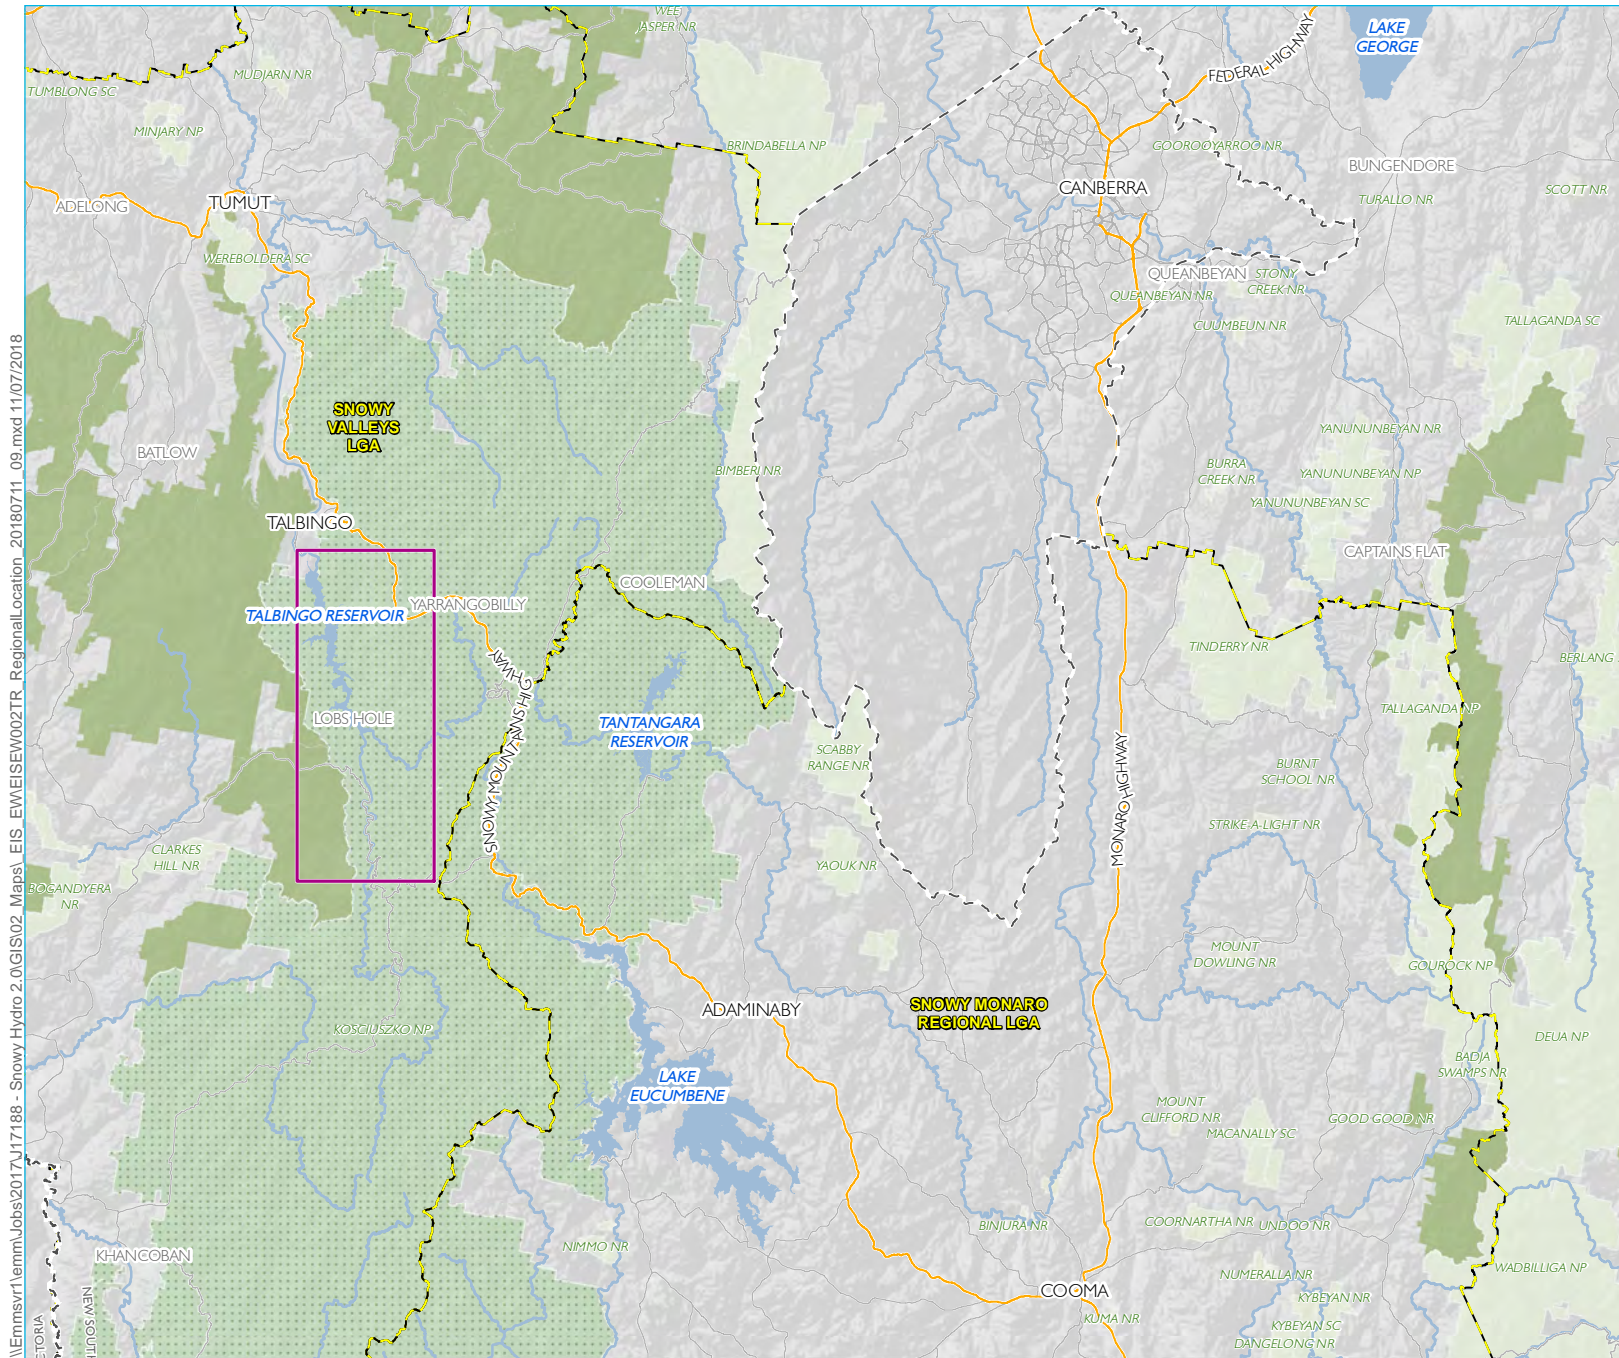 WEE
JASPER NR
LAKE
GEORGE
FEDERAL HIGHWAY
MUDJARN NR
TUMBLONG SC
MINJARY NP
BRINDABELLA NP
GOOROOYARROO NR
BUNGENDORE
CANBERRA
SCOTT NR
TURALLO NR
ADELONG
TUMUT
WEREBOLDERA SC
QUEANBEYAN
STONY
CREEK NR
QUEANBEYAN NR
CUUMBEUN NR
TALLAGANDA SC
SNOWY
VALLEYS
LGA
YANUNUNBEYAN NR
BATLOW
BIMBERI NR
BURRA
CREEK NR
YANUNUNBEYAN NP
YANUNUNBEYAN SC
TALBINGO
CAPTAINS FLAT
COOLEMAN
YARRANGOBILLY
TALBINGO RESERVOIR
TINDERRY NR
BERLANG
SNOWY MOUNTAINS HIGHWAY
LOBS HOLE
TANTANGARA
RESERVOIR
TALLAGANDA NP
SCABBY
RANGE NR
BURNT
SCHOOL NR
MONARO HIGHWAY
STRIKE-A-LIGHT NR
CLARKES
HILL NR
YAOUK NR
BOGANDYERA
NR
MOUNT
DOWLING NR
GOUROCK NP
ADAMINABY
SNOWY MONARO
REGIONAL LGA
KOSCIUSZKO NP
DEUA NP
BADJA
SWAMPS NR
LAKE
EUCUMBENE
MOUNT
CLIFFORD NR
MACANALLY SC
GOOD GOOD NR
BINJURA NR
COORNARTHA NR
UNDOO NR
NIMMO NR
KHANCOBAN
NUMERALLA NR
WADBILLIGA NP
COOMA
KYBEYAN NR
KUMA NR
KYBEYAN SC
DANGELONG NR
CTORIA
NEW SOUTH
\\Emmsvr1\emm\Jobs\2017\J17188 - Snowy Hydro 2.0\GIS\02_Maps\_EIS_EW\EISEW002TR_RegionalLocation_20180711_09.mxd 11/07/2018